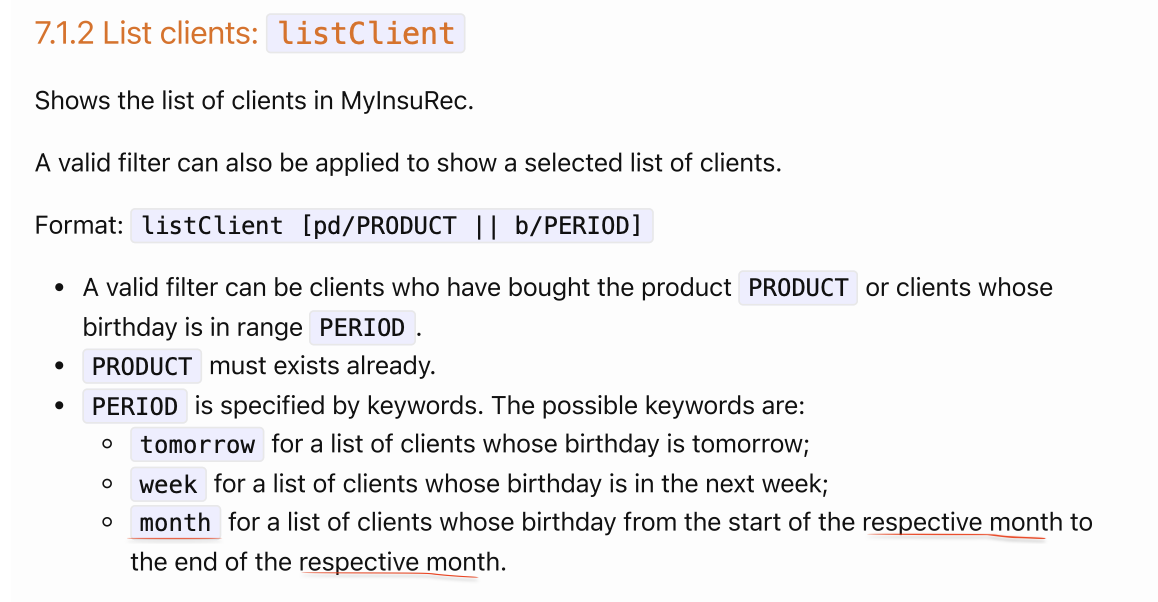 7.1.2 List clients: listClient
Shows the list of clients in MyInsuRec.
A valid filter can also be applied to show a selected list of clients.
Format: listClient [pd/PRODUCT || b/PERIOD]
• A valid filter can be clients who have bought the product PRODUCT or clients whose
birthday is in range PERIOD.
• PRODUCT must exists already.
• PERIOD is specified by keywords. The possible keywords are:
◦ tomorrow for a list of clients whose birthday is tomorrow;
◦ week for a list of clients whose birthday is in the next week;
◦ month for a list of clients whose birthday from the start of the respective month to
the end of the respective month.